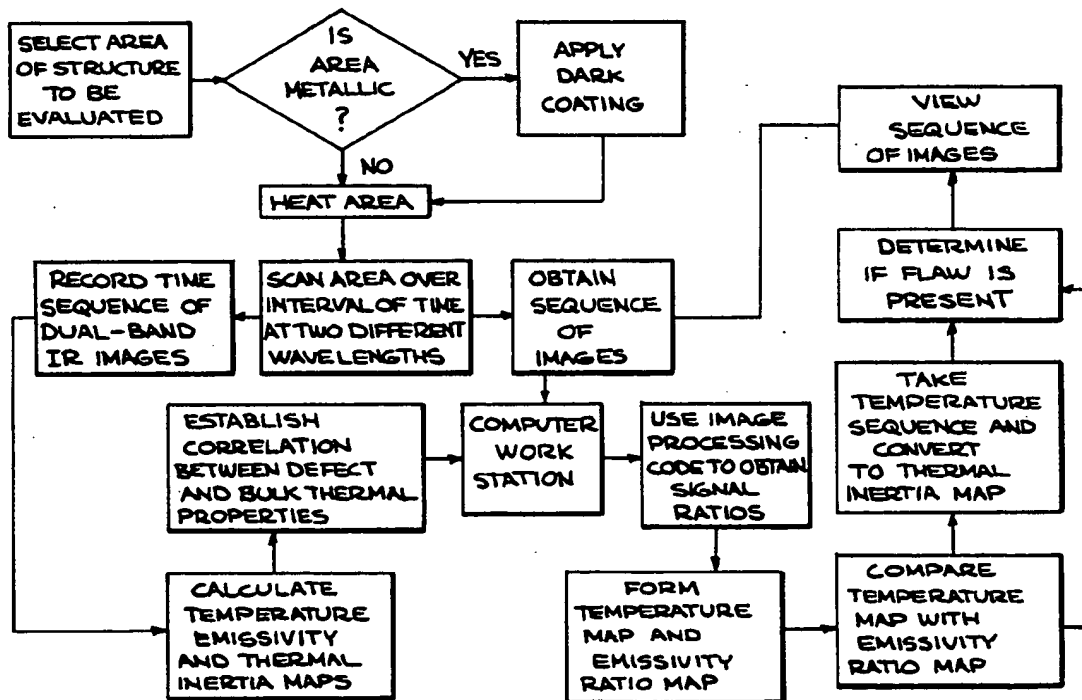 SELECT AREA
OF STRUCTURE
TO BE
EVALUATED
IS
AREA
METALLIC
?
YES
NO
APPLY
DARK
COATING
HEAT AREA
VIEW
SEQUENCE
OF IMAGES
DETERMINE
IF FLAW IS
PRESENT
RECORD TIME
SEQUENCE OF
DUAL-BAND
IR IMAGES
SCAN AREA OVER
INTERVAL OF TIME
AT TWO DIFFERENT
WAVELENGTHS
OBTAIN
SEQUENCE
OF
IMAGES
TAKE
TEMPERATURE
SEQUENCE AND
CONVERT
TO THERMAL
INERTIA MAP
ESTABLISH
CORRELATION
BETWEEN DEFECT
AND BULK THERMAL
PROPERTIES
COMPUTER
WORK
STATION
USE IMAGE
PROCESSING
CODE TO OBTAIN
SIGNAL
RATIOS
CALCULATE
TEMPERATURE
EMISSIVITY
AND THERMAL
INERTIA MAPS
FORM
TEMPERATURE
MAP AND
EMISSIVITY
RATIO MAP
COMPARE
TEMPERATURE
MAP WITH
EMISSIVITY
RATIO MAP